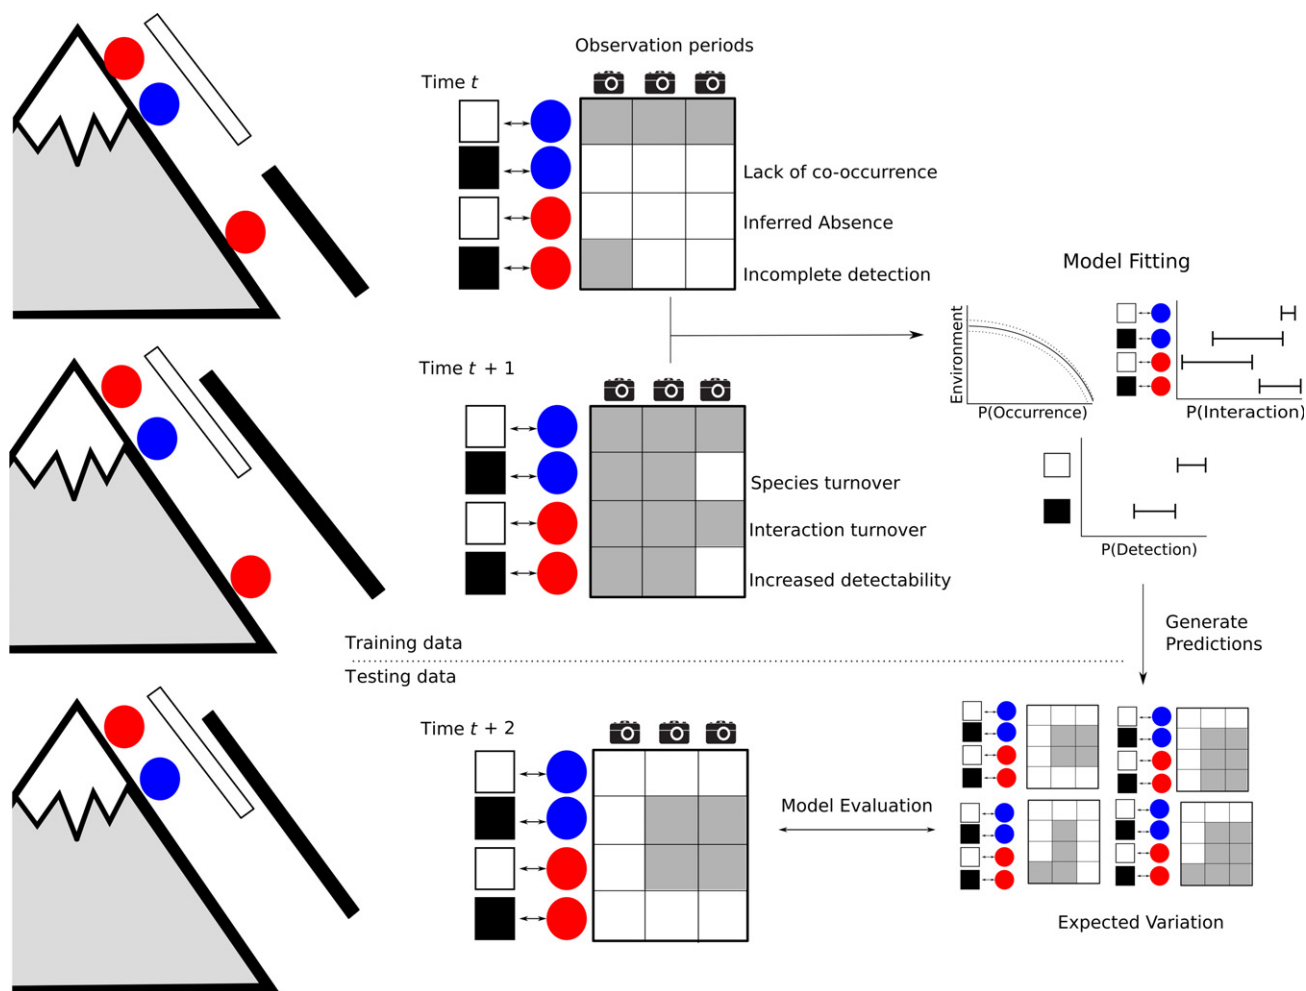 Observation periods
Time t
Lack of co-occurrence
Inferred Absence
Incomplete detection
Model Fitting
Environment
P(Occurrence)
P(Interaction)
Time t + 1
Species turnover
Interaction turnover
Increased detectability
P(Detection)
Generate
Predictions
Training data
Testing data
Time t + 2
Model Evaluation
Expected Variation